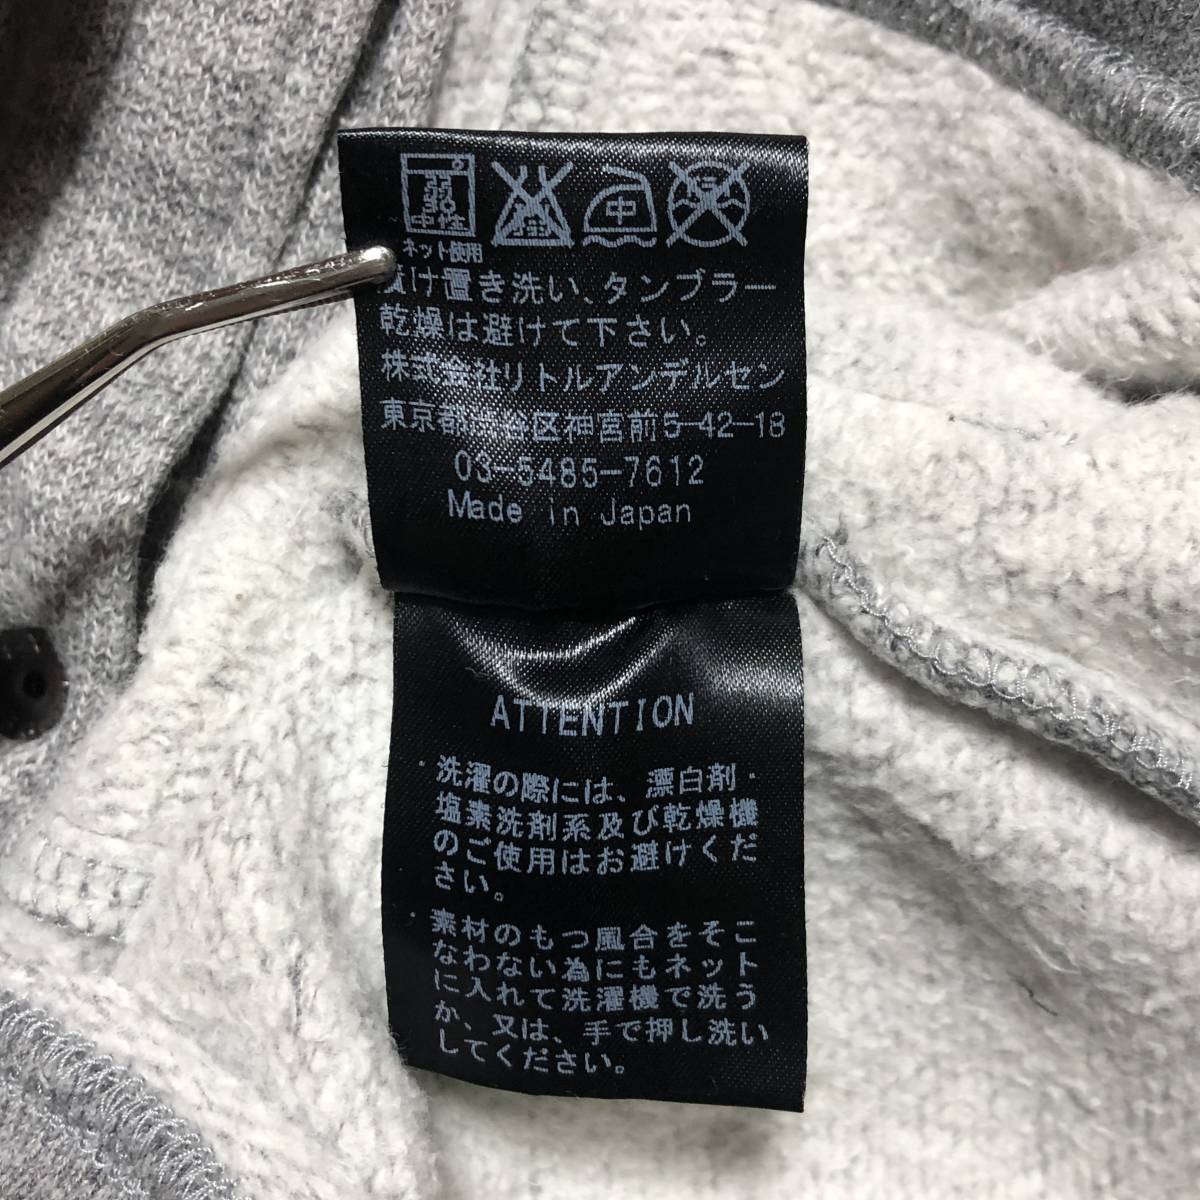 中性
中
ネット使用
漬け置き洗い、タンブラー
乾燥は避けて下さい。
株式会社リトルアンデルセン
東京都渋谷区神宮前5-42-18
03-5485-7612
Made in Japan
ATTENTION
・洗濯の際には、漂白剤・
塩素洗剤系及び乾燥機
のご使用はお避けくだ
さい。
・素材のもつ風合をそこ
なわない為にもネット
に入れて洗濯機で洗う
か、又は、手で押し洗い
してください。